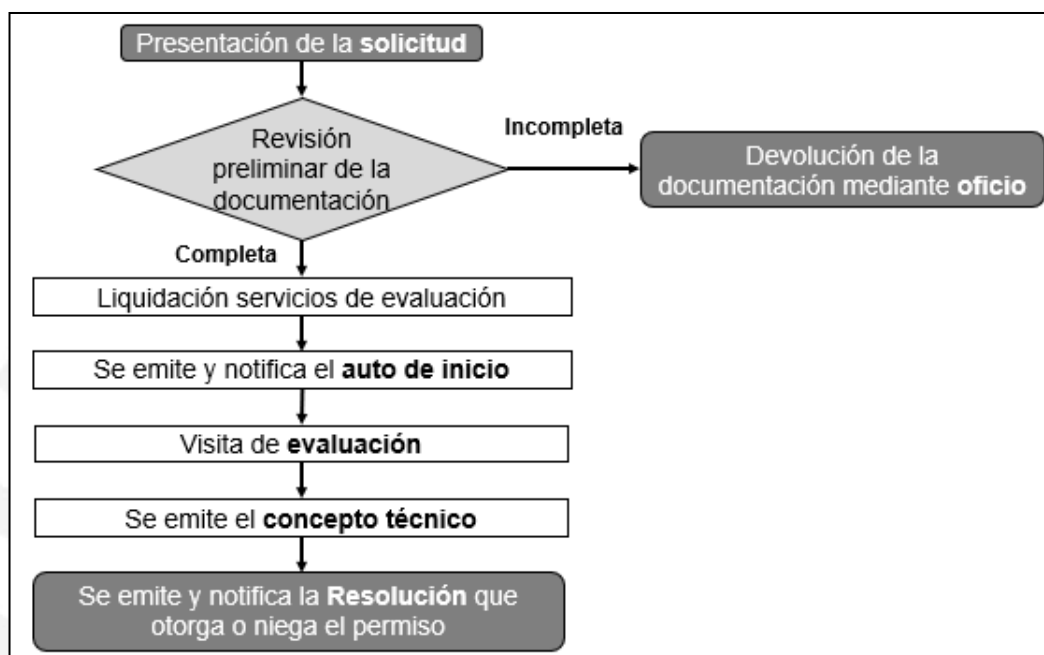 Presentación de la solicitud
Revisión
preliminar de la
documentación
Incompleta
Devolución de la
documentación mediante oficio
Completa
Liquidación servicios de evaluación
Se emite y notifica el auto de inicio
Visita de evaluación
Se emite el concepto técnico
Se emite y notifica la Resolución que
otorga o niega el permiso